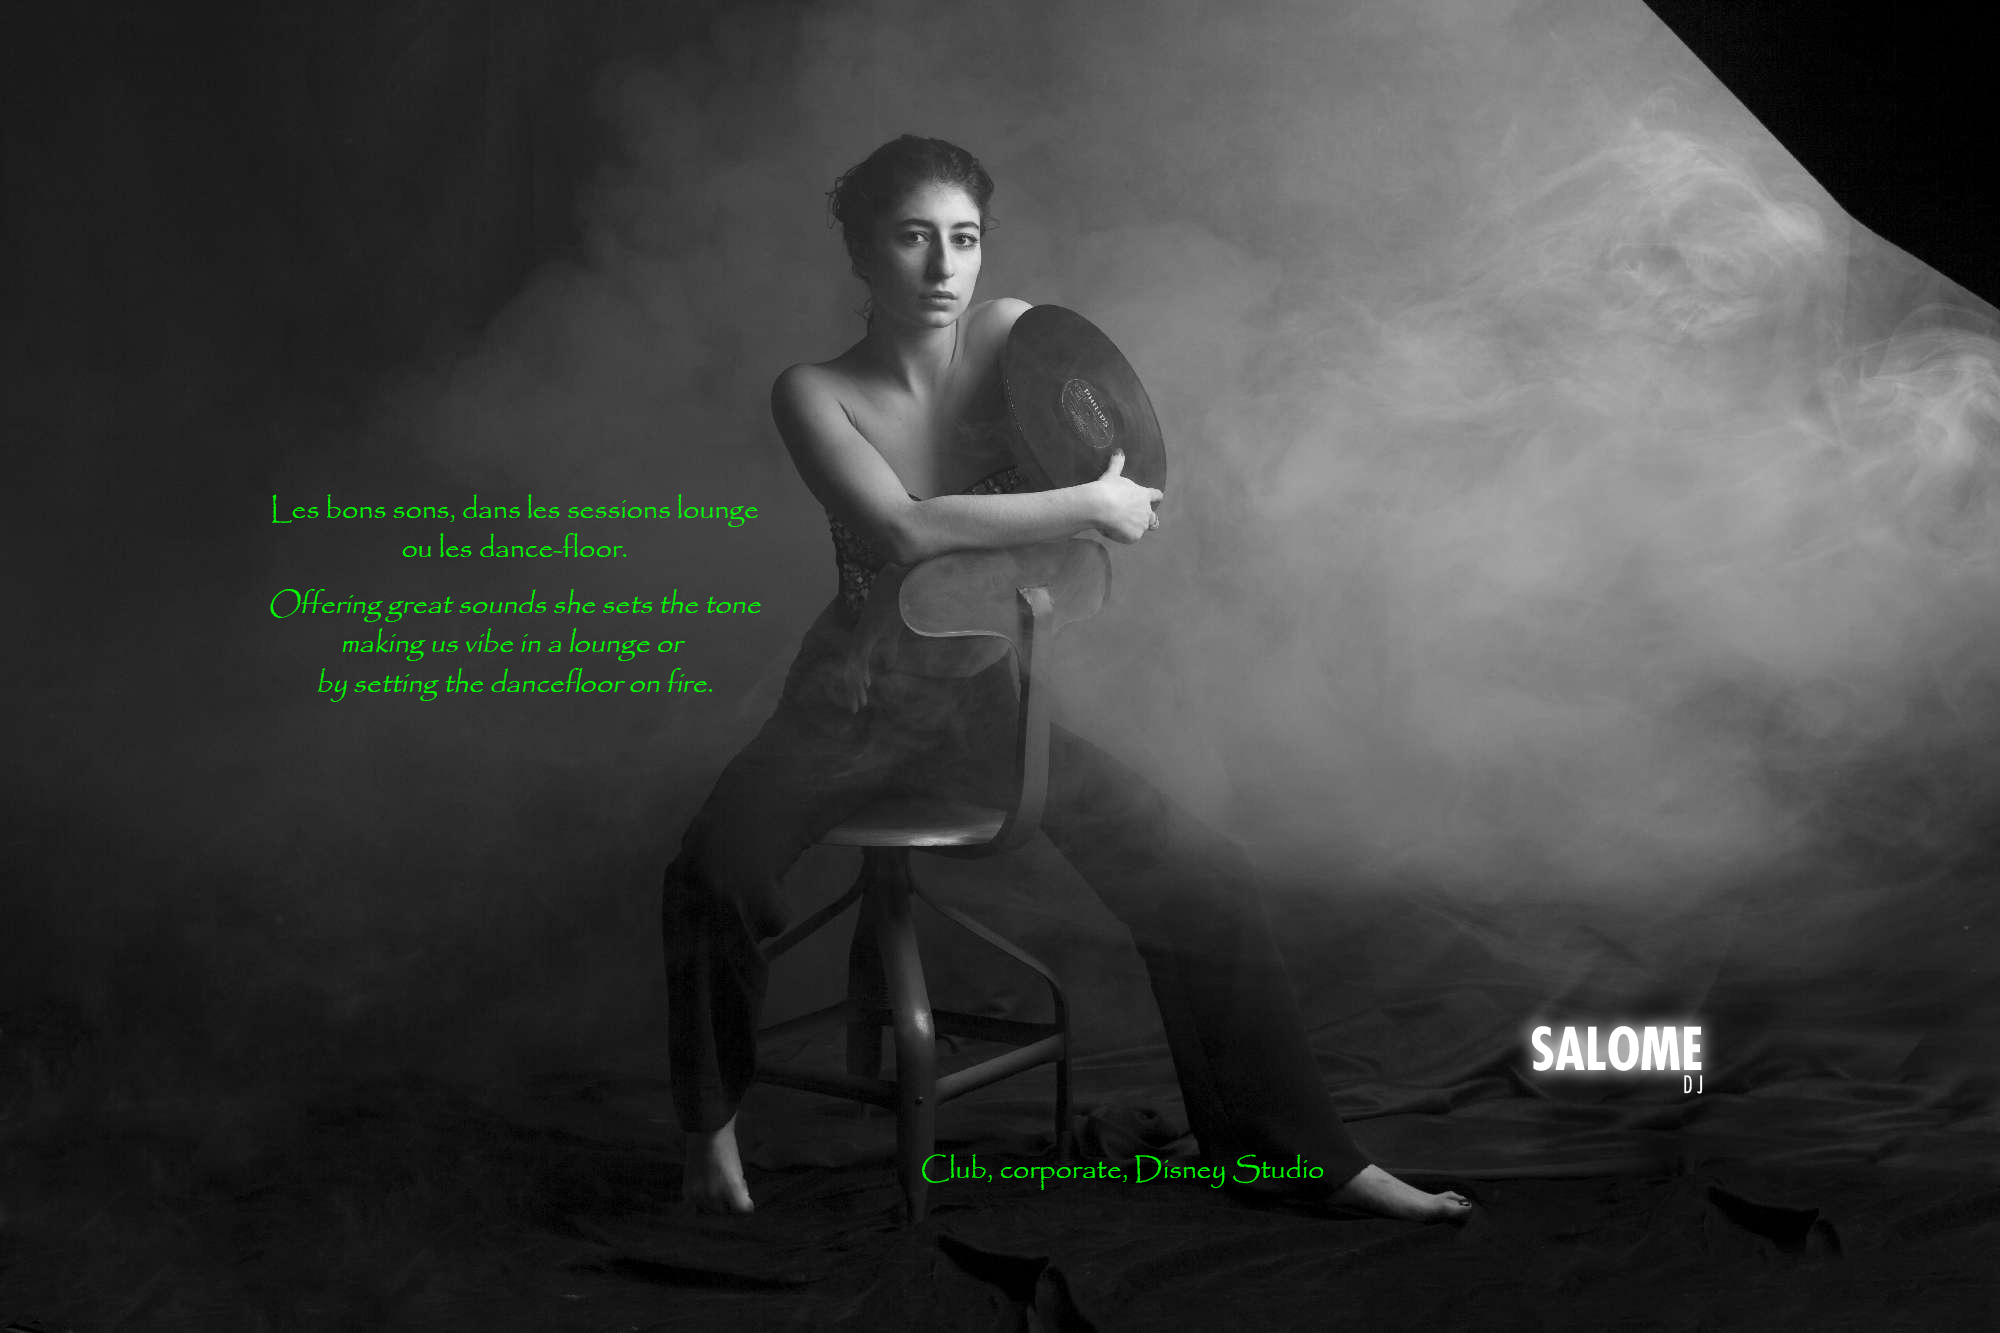 Les bons sons, dans les sessions lounge
ou les dance-floor.
Offering great sounds she sets the tone
making us vibe in a lounge or
by setting the dancefloor on fire.
SALOME
DJ
Club, corporate, Disney Studio